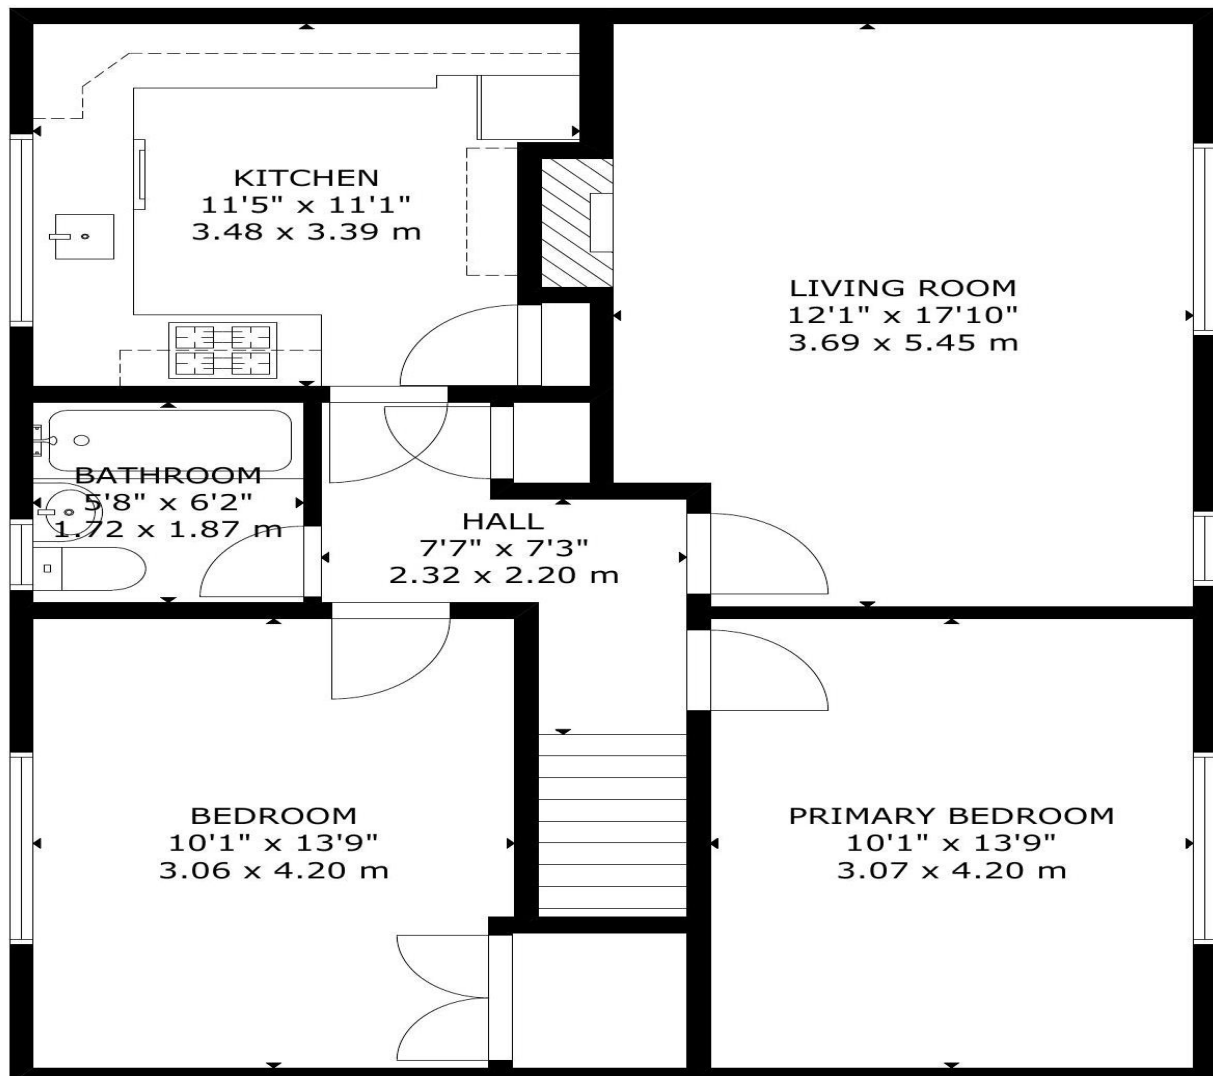 KITCHEN
11'5" x 11'1"
3.48 x 3.39 m
LIVING ROOM
12'1" x 17'10"
3.69 x 5.45 m
BATHROOM
5'8" x 6'2"
1.72 x 1.87 m
HALL
7'7" x 7'3"
2.32 x 2.20 m
BEDROOM
10'1" x 13'9"
3.06 x 4.20 m
PRIMARY BEDROOM
10'1" x 13'9"
3.07 x 4.20 m